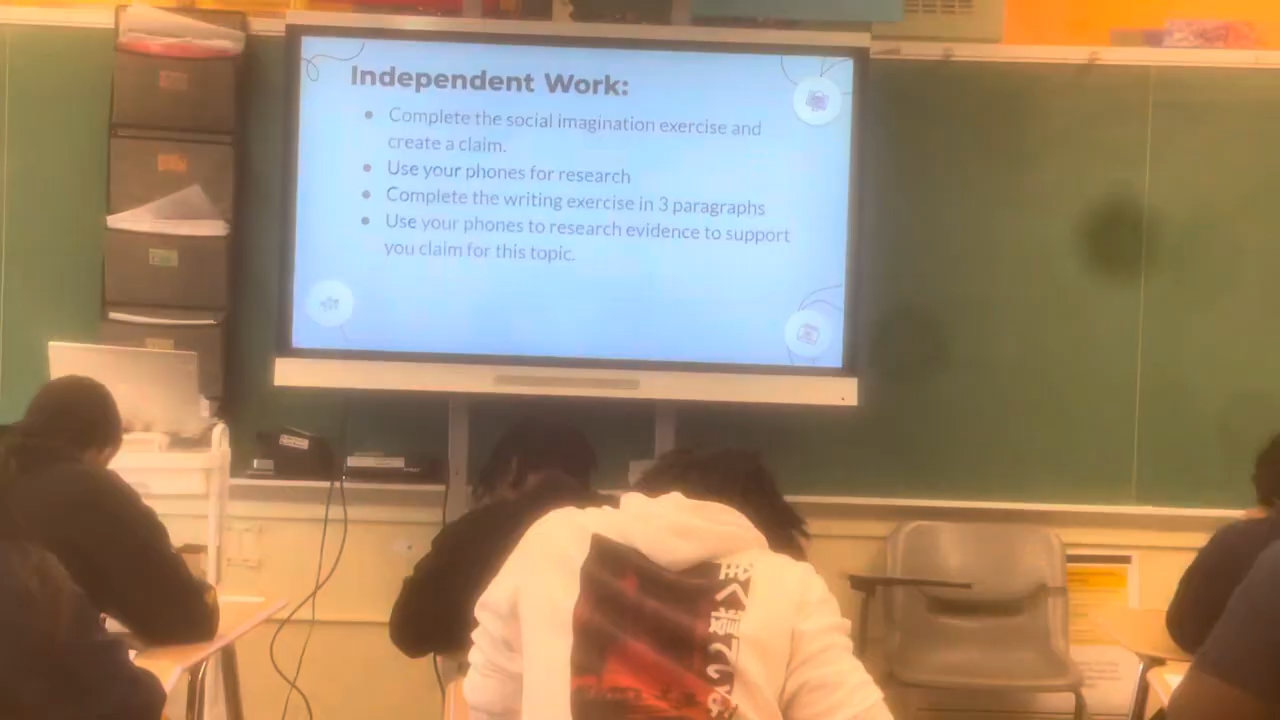 Independent Work:
Complete the social imagination exercise and
create a claim.
Use your phones for research
Complete the writing exercise in 3 paragraphs
Use your phones to research evidence to support
you claim for this topic.